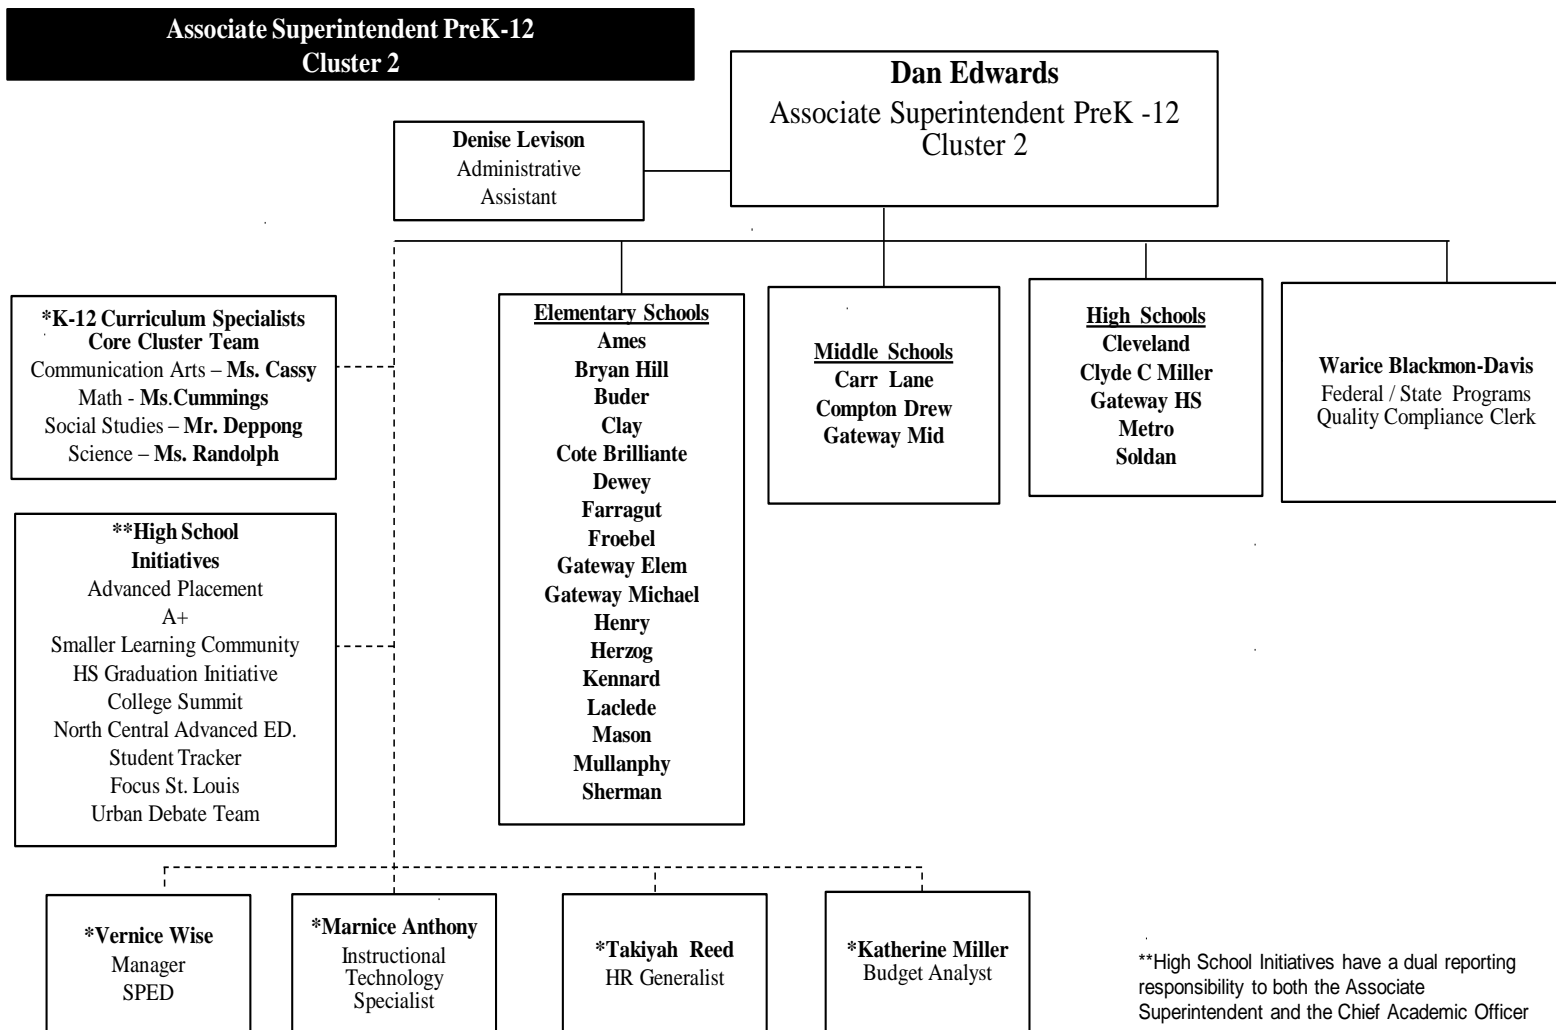 Associate Superintendent PreK-12
Cluster 2
Dan Edwards
Associate Superintendent PreK -12
Cluster 2
Denise Levison
Administrative
Assistant
*K-12 Curriculum Specialists
Core Cluster Team
Communication Arts – Ms. Cassy
Math - Ms.Cummings
Social Studies – Mr. Deppong
Science – Ms. Randolph
**High School
Initiatives
Advanced Placement
A+
Smaller Learning Community
HS Graduation Initiative
College Summit
North Central Advanced ED.
Student Tracker
Focus St. Louis
Urban Debate Team
Elementary Schools
Ames
Bryan Hill
Buder
Clay
Cote Brilliante
Dewey
Farragut
Froebel
Gateway Elem
Gateway Michael
Henry
Herzog
Kennard
Laclede
Mason
Mullanphy
Sherman
Middle Schools
Carr Lane
Compton Drew
Gateway Mid
High Schools
Cleveland
Clyde C Miller
Gateway HS
Metro
Soldan
Warice Blackmon-Davis
Federal / State Programs
Quality Compliance Clerk
*Vernice Wise
Manager
SPED
*Marnice Anthony
Instructional
Technology
Specialist
*Takiyah Reed
HR Generalist
*Katherine Miller
Budget Analyst
**High School Initiatives have a dual reporting
responsibility to both the Associate
Superintendent and the Chief Academic Officer